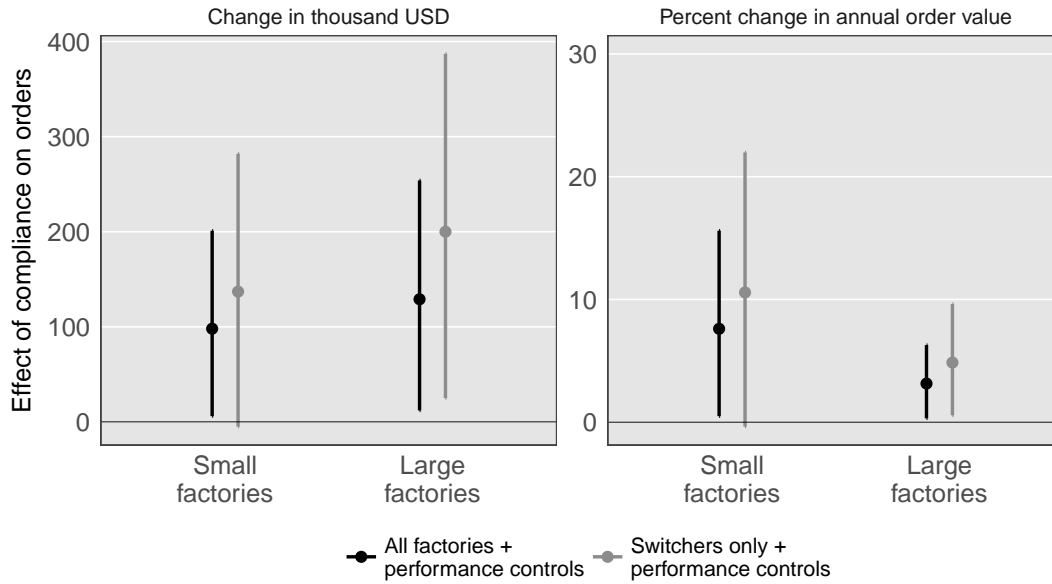 Change in thousand USD
Percent change in annual order value
Effect of compliance on orders
400
300
200
100
0
30
20
10
0
Small
factories
Large
factories
Small
factories
Large
factories
All factories +
performance controls
Switchers only +
performance controls